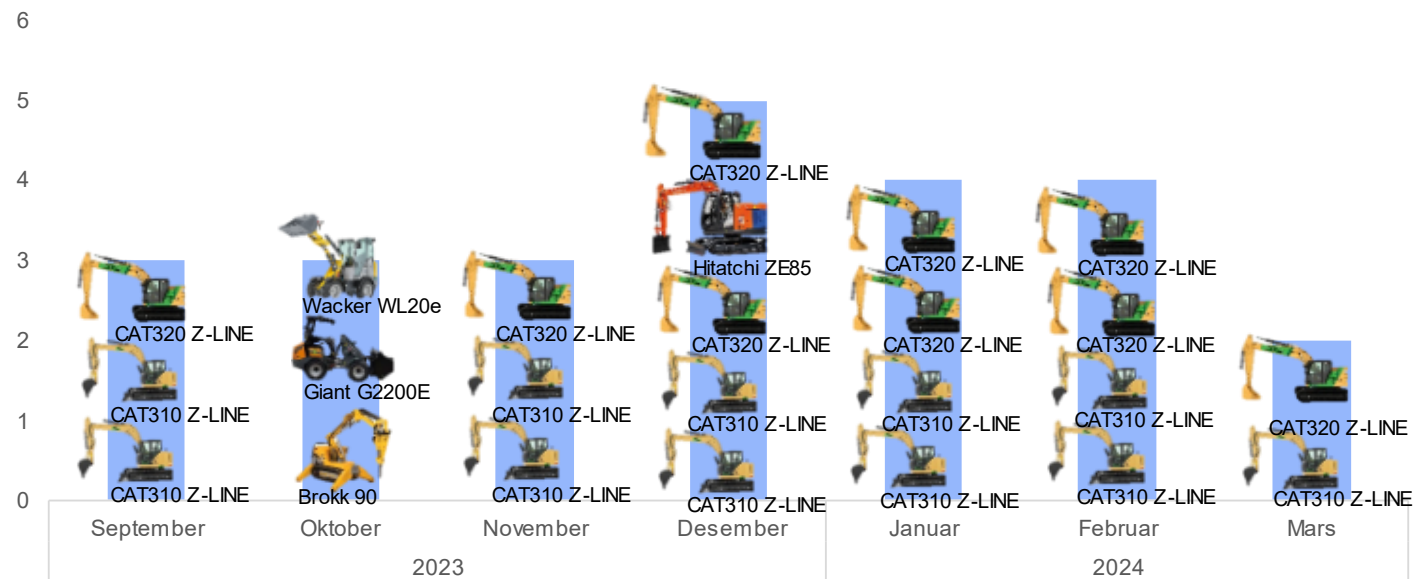 6
5
4
3
2
1
0
CAT320 Z-LINE
CAT310 Z-LINE
CAT310 Z-LINE
Wacker WL20e
Giant G2200E
Brokk 90
CAT320 Z-LINE
CAT310 Z-LINE
CAT310 Z-LINE
CAT320 Z-LINE
Hitatchi ZE85
CAT320 Z-LINE
CAT310 Z-LINE
CAT310 Z-LINE
CAT320 Z-LINE
CAT320 Z-LINE
CAT310 Z-LINE
CAT310 Z-LINE
CAT320 Z-LINE
CAT320 Z-LINE
CAT310 Z-LINE
CAT310 Z-LINE
CAT320 Z-LINE
CAT310 Z-LINE
September Oktober November Desember Januar Februar Mars
2023 2024